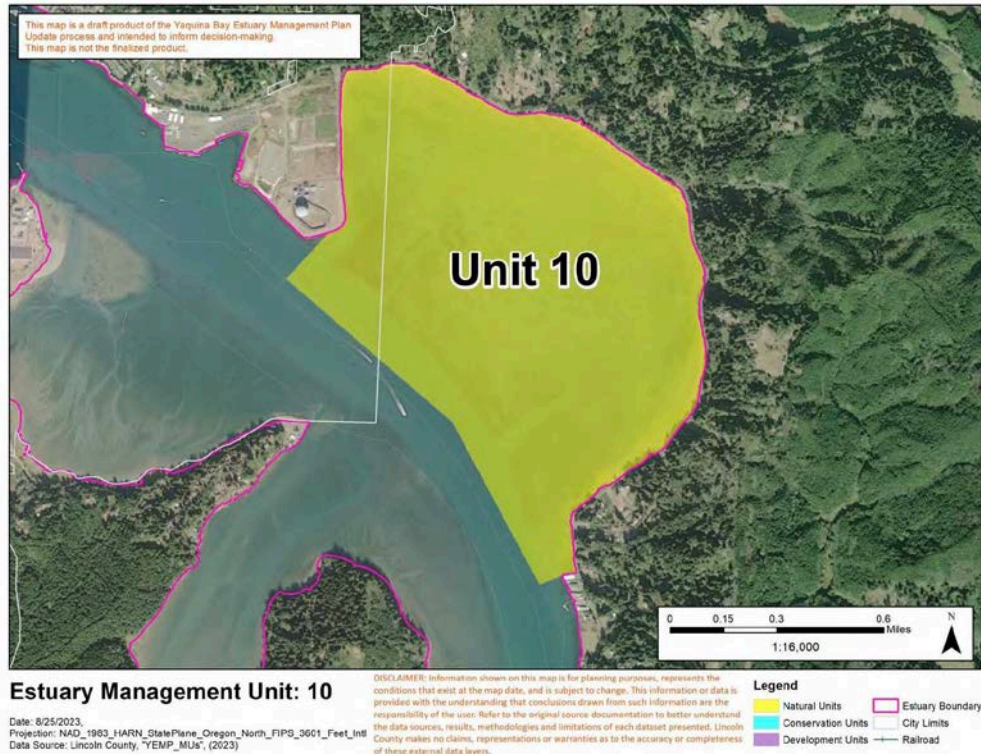 This map is a draft product of the Yaquina Bay Estuary Management Plan
Update process and intended to inform decision-making.
This map is not the finalized product.
Unit 10
0 0.15 0.3 0.6
Miles
1:16,000
N
Estuary Management Unit: 10
Date: 8/25/2023,
Projection: NAD_1983_HARN_StatePlane_Oregon_North_FIPS_3601_Feet_Intl
Data Source: Lincoln County, "YEMP_MUs", (2023)
DISCLAIMER: Information shown on this map is for planning purposes, represents the
conditions that exist at the map date, and is subject to change. This information or data is
provided with the understanding that conclusions drawn from such information are the
responsibility of the user. Refer to the original source documentation to better understand
the data sources, results, methodologies and limitations of each dataset presented. Lincoln
County makes no claims, representations or warranties as to the accuracy or completeness
of these external data layers.
Legend
Natural Units
Conservation Units
Development Units
Estuary Boundary
City Limits
Railroad